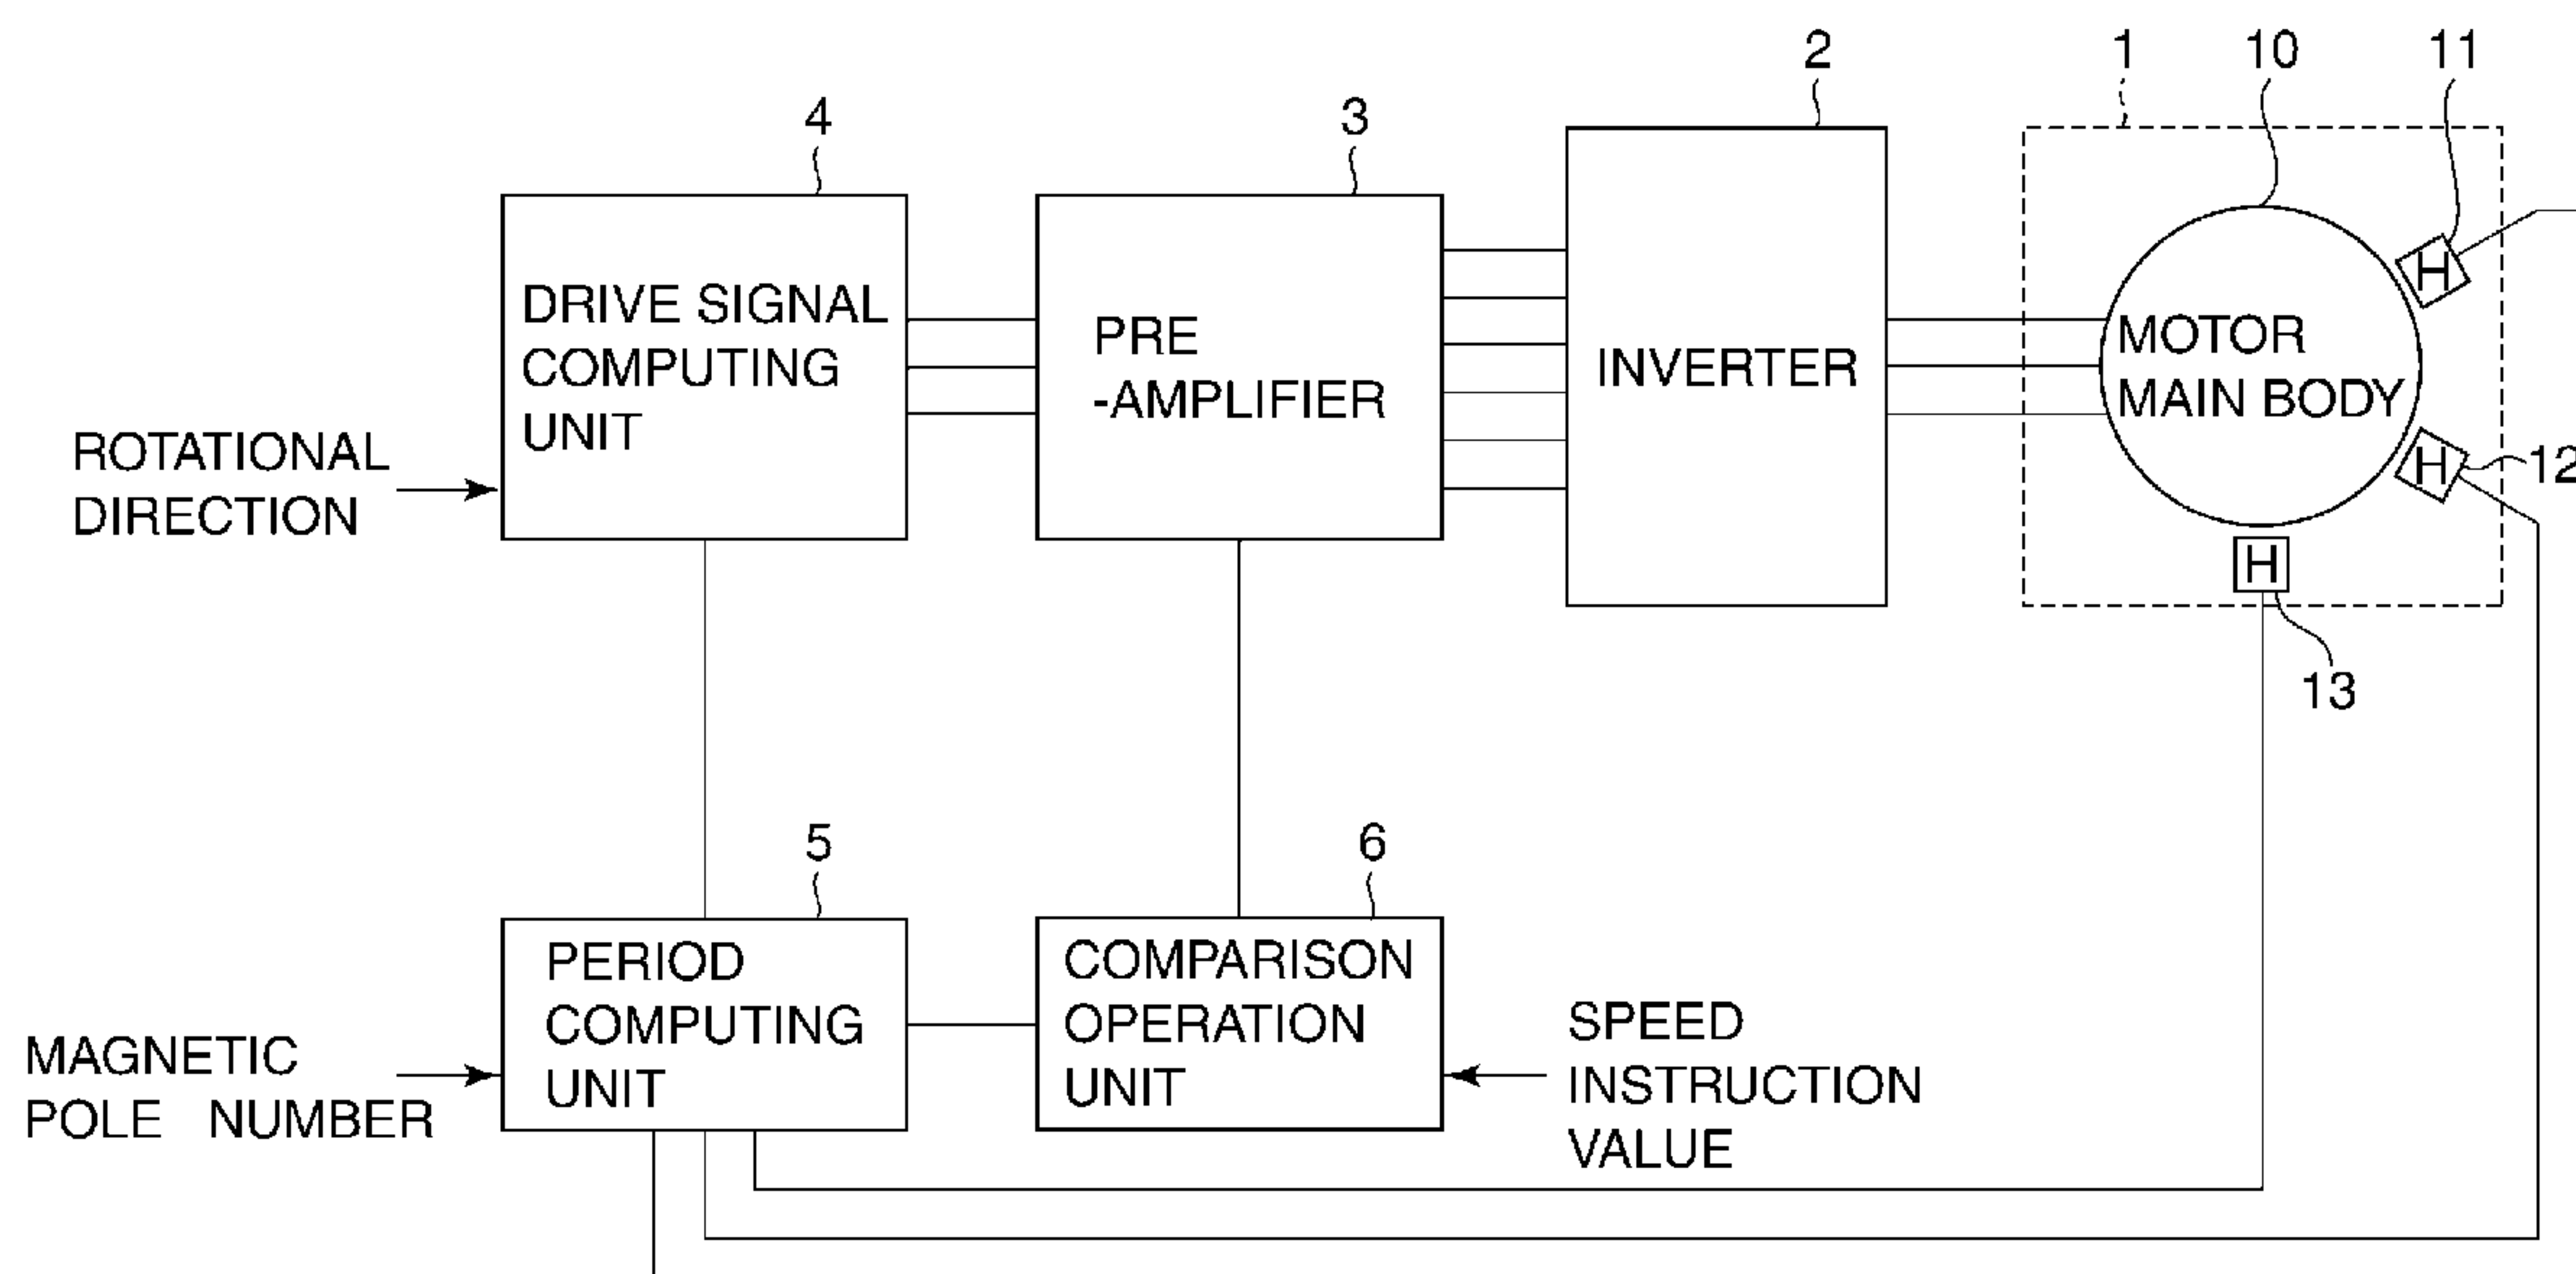 1
10
11
2
4
3
DRIVE SIGNAL
COMPUTING
UNIT
PRE
-AMPLIFIER
INVERTER
MOTOR
MAIN BODY
H
H
12
H
13
ROTATIONAL
DIRECTION
5
6
PERIOD
COMPUTING
UNIT
COMPARISON
OPERATION
UNIT
MAGNETIC
POLE NUMBER
SPEED
INSTRUCTION
VALUE